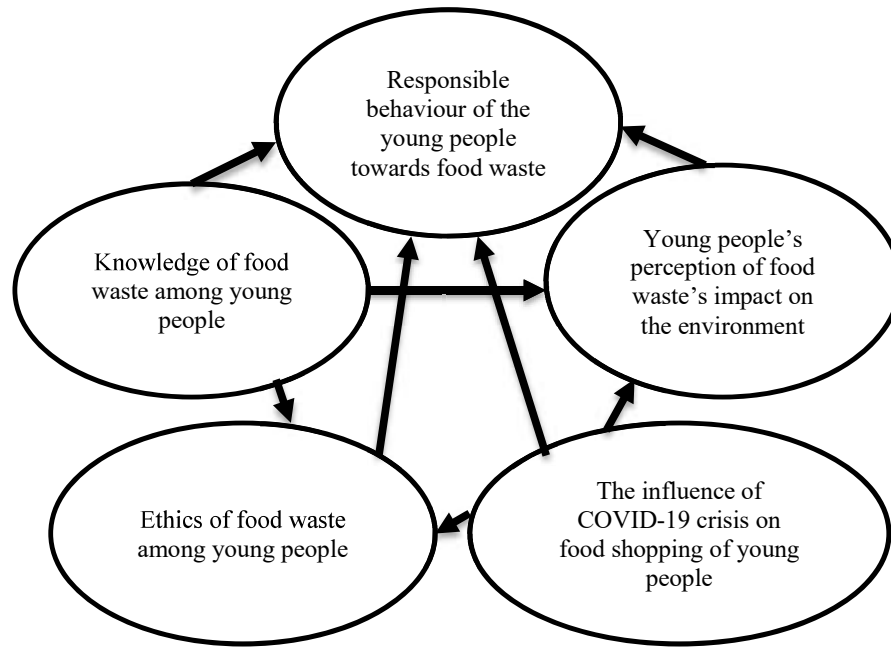 Responsible
behaviour of the
young people
towards food waste
Knowledge of food
waste among young
people
Young people’s
perception of food
waste’s impact on
the environment
Ethics of food waste
among young people
The influence of
COVID-19 crisis on
food shopping of young
people